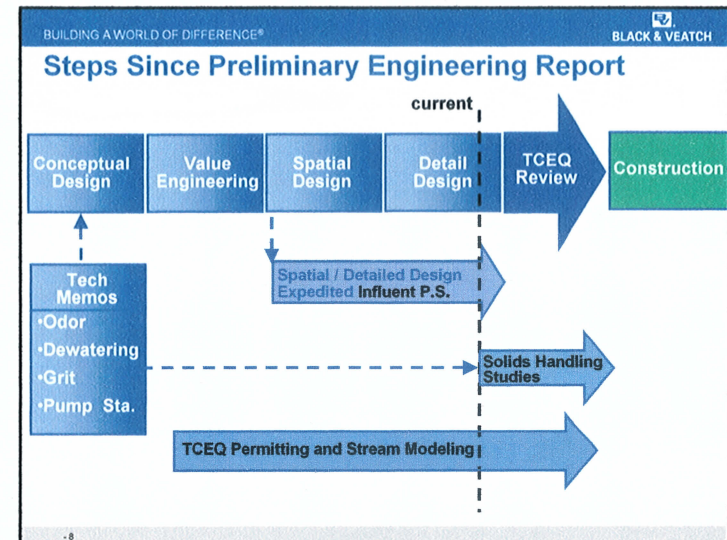 BUILDING A WORLD OF DIFFERENCE®
BLACK & VEATCH
Steps Since Preliminary Engineering Report
current
Conceptual
Design
Value
Engineering
Spatial
Design
Detail
Design
TCEQ
Review
Construction
Tech
Memos
•Odor
•Dewatering
•Grit
•Pump Sta.
Spatial / Detailed Design
Expedited Influent P.S.
Solids Handling
Studies
TCEQ Permitting and Stream Modeling
- 8